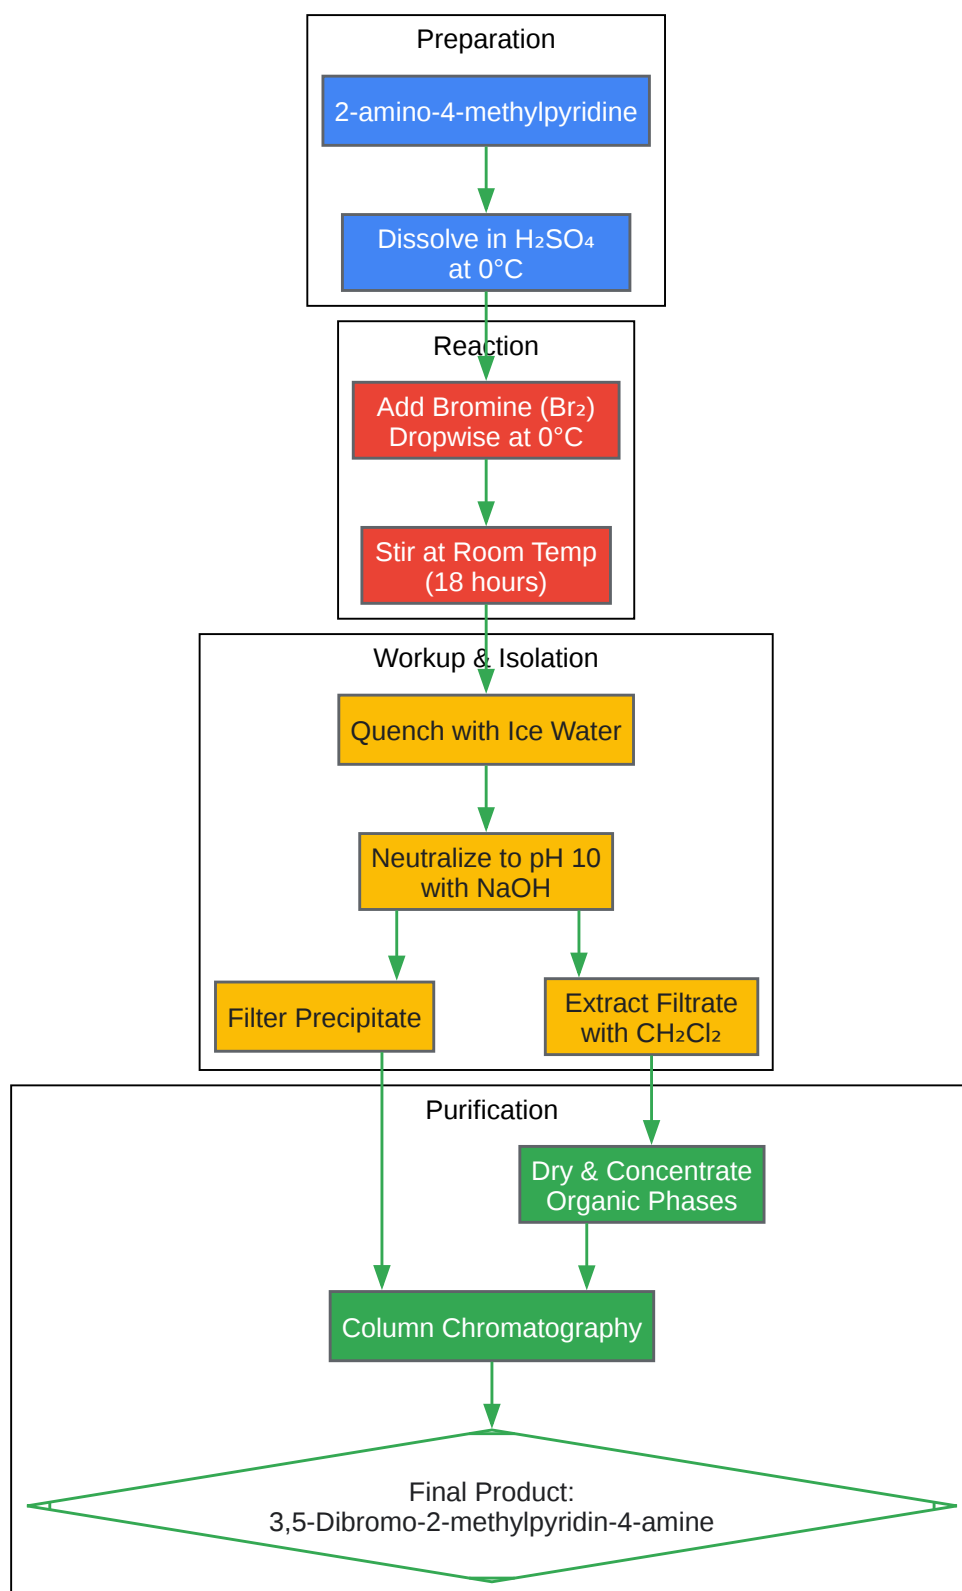 Preparation
2-amino-4-methylpyridine
Dissolve in H₂SO₄
at 0°C
Reaction
Add Bromine (Br₂)
Dropwise at 0°C
Stir at Room Temp
(18 hours)
Workup & Isolation
Quench with Ice Water
Neutralize to pH 10
with NaOH
Filter Precipitate
Extract Filtrate
with CH₂Cl₂
Purification
Dry & Concentrate
Organic Phases
Column Chromatography
Final Product:
3,5-Dibromo-2-methylpyridin-4-amine